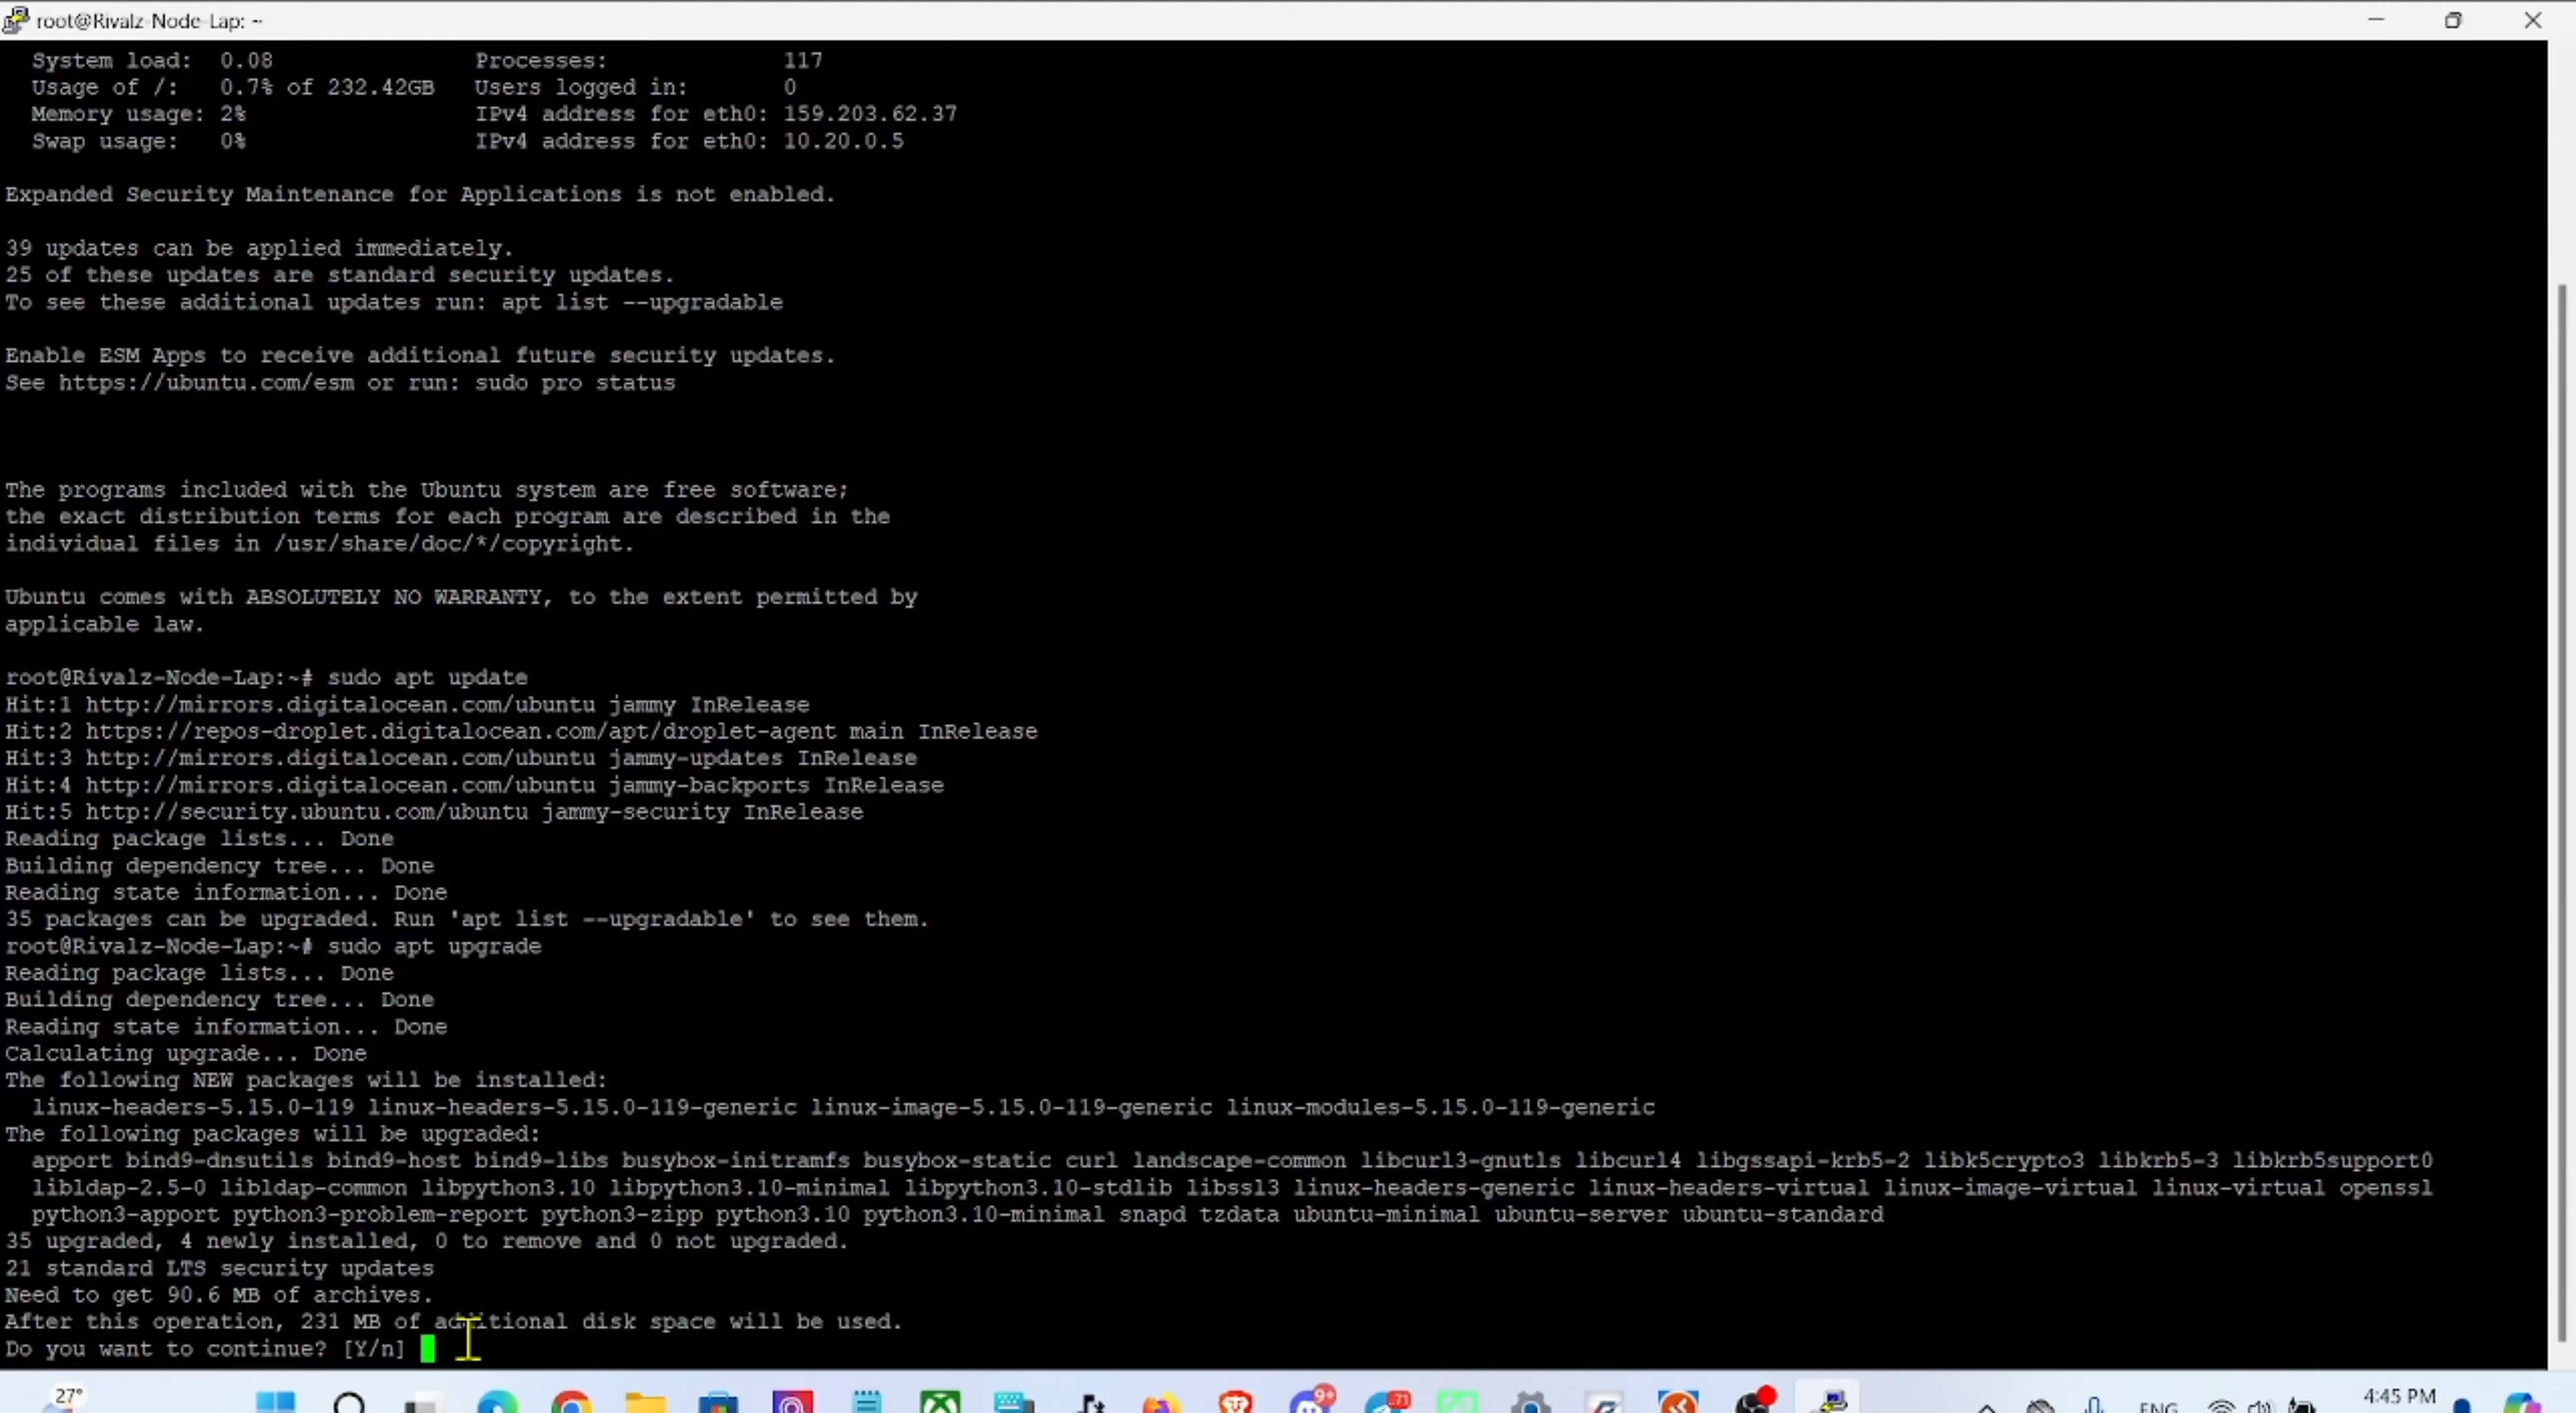 root@Rivalz-Node-Lap: ~
System load: 0.08 Processes: 117
Usage of /: 0.7% of 232.42GB Users logged in: 0
Memory usage: 2% IPv4 address for eth0: 159.203.62.37
Swap usage: 0% IPv4 address for eth0: 10.20.0.5
Expanded Security Maintenance for Applications is not enabled.
39 updates can be applied immediately.
25 of these updates are standard security updates.
To see these additional updates run: apt list --upgradable
Enable ESM Apps to receive additional future security updates.
See https://ubuntu.com/esm or run: sudo pro status
The programs included with the Ubuntu system are free software;
the exact distribution terms for each program are described in the
individual files in /usr/share/doc/*/copyright.
Ubuntu comes with ABSOLUTELY NO WARRANTY, to the extent permitted by
applicable law.
root@Rivalz-Node-Lap:~# sudo apt update
Hit:1 http://mirrors.digitalocean.com/ubuntu jammy InRelease
Hit:2 https://repos-droplet.digitalocean.com/apt/droplet-agent main InRelease
Hit:3 http://mirrors.digitalocean.com/ubuntu jammy-updates InRelease
Hit:4 http://mirrors.digitalocean.com/ubuntu jammy-backports InRelease
Hit:5 http://security.ubuntu.com/ubuntu jammy-security InRelease
Reading package lists... Done
Building dependency tree... Done
Reading state information... Done
35 packages can be upgraded. Run 'apt list --upgradable' to see them.
root@Rivalz-Node-Lap:~# sudo apt upgrade
Reading package lists... Done
Building dependency tree... Done
Reading state information... Done
Calculating upgrade... Done
The following NEW packages will be installed:
linux-headers-5.15.0-119 linux-headers-5.15.0-119-generic linux-image-5.15.0-119-generic linux-modules-5.15.0-119-generic
The following packages will be upgraded:
apport bind9-dnsutils bind9-host bind9-libs busybox-initramfs busybox-static curl landscape-common libcurl3-gnutls libcurl4 libgssapi-krb5-2 libk5crypto3 libkrb5-3 libkrb5support0
libldap-2.5-0 libldap-common libpython3.10 libpython3.10-minimal libpython3.10-stdlib libssl3 linux-headers-generic linux-headers-virtual linux-image-virtual linux-virtual openssl
python3-apport python3-problem-report python3-zipp python3.10 python3.10-minimal snapd tzdata ubuntu-minimal ubuntu-server ubuntu-standard
35 upgraded, 4 newly installed, 0 to remove and 0 not upgraded.
21 standard LTS security updates
Need to get 90.6 MB of archives.
After this operation, 231 MB of additional disk space will be used.
Do you want to continue? [Y/n]
27°
9+
71
ENG
4:45 PM